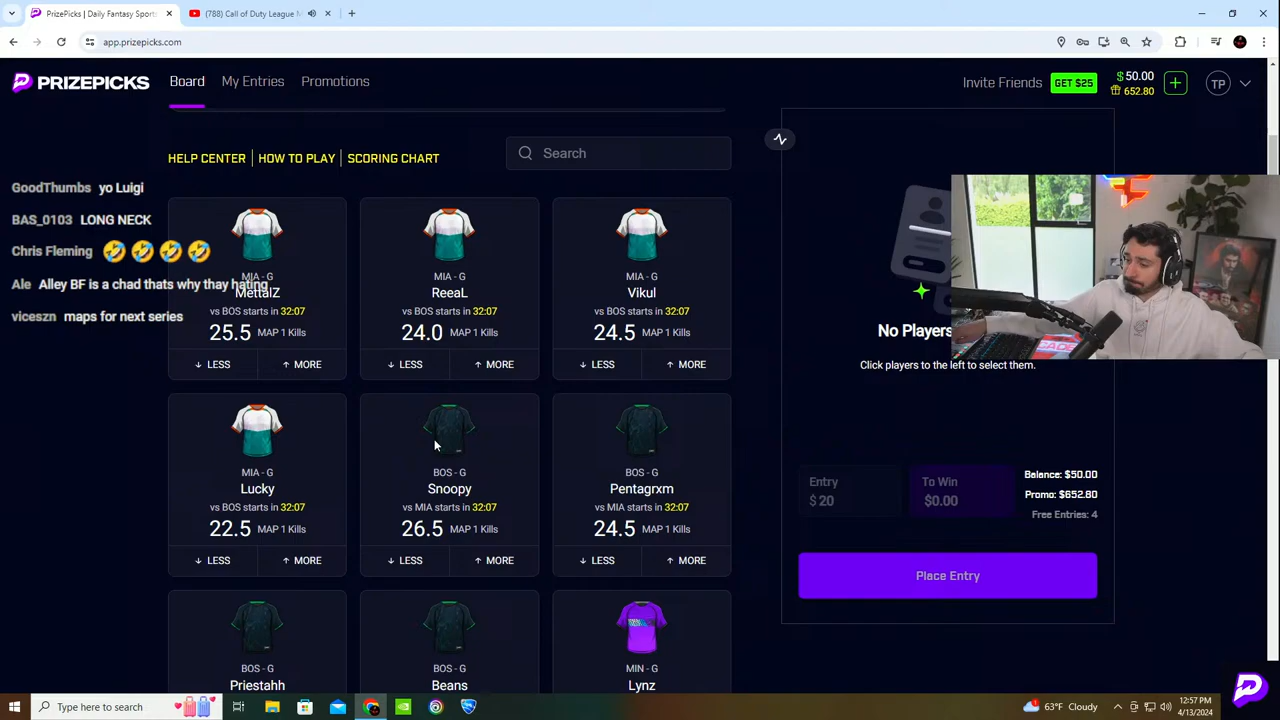 PrizePicks | Daily Fantasy Sports
(788) Call of Duty League M
app.prizepicks.com
PRIZEPICKS
Board
My Entries
Promotions
Invite Friends
GET $25
$50.00
652.80
TP
HELP CENTER
HOW TO PLAY
SCORING CHART
Search
GoodThumbs yo Luigi
BAS_0103 LONG NECK
Chris Fleming 🤣 🤣 🤣 🤣
Ale Alley BF is a chad thats why thay hating
viceszn maps for next series
MIA - G
MettalZ
vs BOS starts in 32:07
25.5 MAP 1 Kills
↓ LESS
↑ MORE
MIA - G
ReeaL
vs BOS starts in 32:07
24.0 MAP 1 Kills
↓ LESS
↑ MORE
MIA - G
Vikul
vs BOS starts in 32:07
24.5 MAP 1 Kills
↓ LESS
↑ MORE
MIA - G
Lucky
vs BOS starts in 32:07
22.5 MAP 1 Kills
↓ LESS
↑ MORE
BOS - G
Snoopy
vs MIA starts in 32:07
26.5 MAP 1 Kills
↓ LESS
↑ MORE
BOS - G
Pentagrxm
vs MIA starts in 32:07
24.5 MAP 1 Kills
↓ LESS
↑ MORE
BOS - G
Priestahh
BOS - G
Beans
MIN - G
Lynz
No Players
Click players to the left to select them.
Entry
$ 20
To Win
$0.00
Balance: $50.00
Promo: $652.80
Free Entries: 4
Place Entry
Type here to search
63°F Cloudy
12:57 PM
4/13/2024